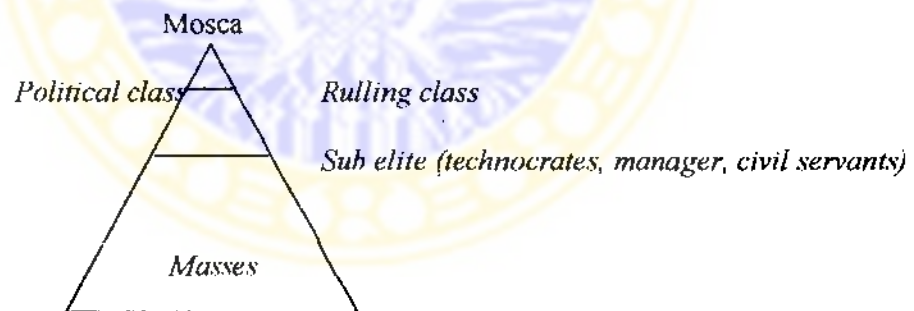 Mosca
Political class Rulling class
Sub elite (technocrates, manager, civil servants)
Masses